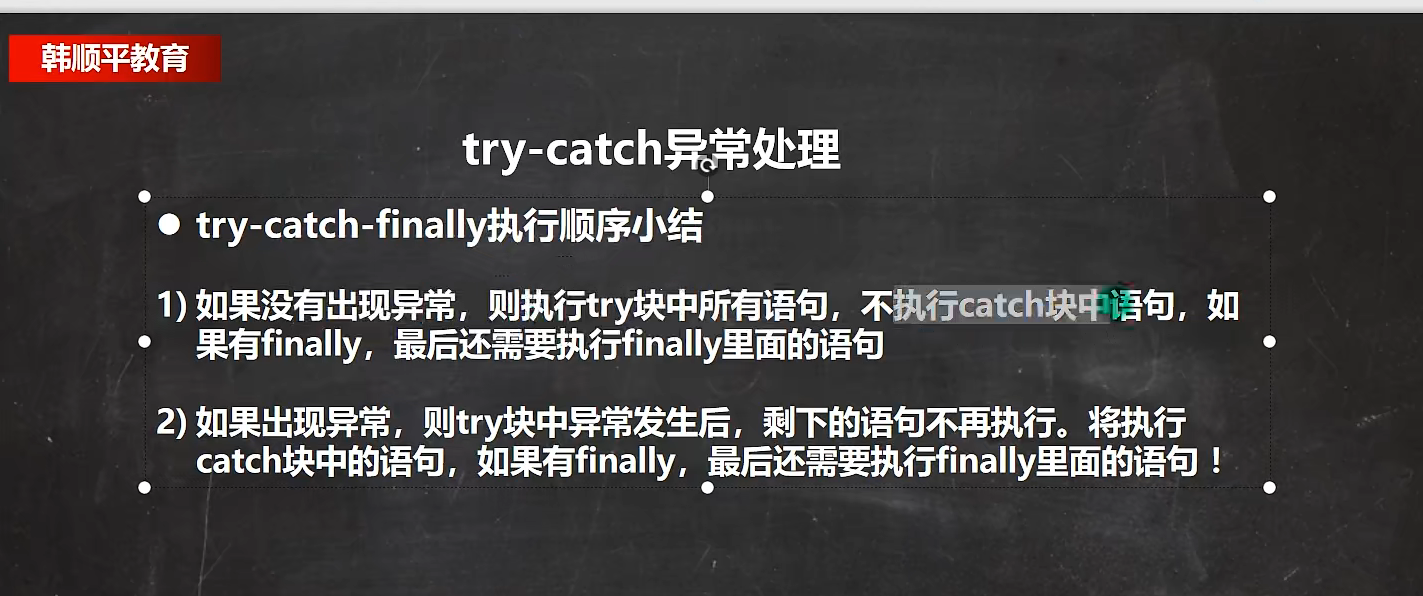 韩顺平教育
try-catch异常处理
● try-catch-finally执行顺序小结
1) 如果没有出现异常，则执行try块中所有语句，不执行catch块中语句，如
果有finally，最后还需要执行finally里面的语句
2) 如果出现异常，则try块中异常发生后，剩下的语句不再执行。将执行
catch块中的语句，如果有finally，最后还需要执行finally里面的语句！